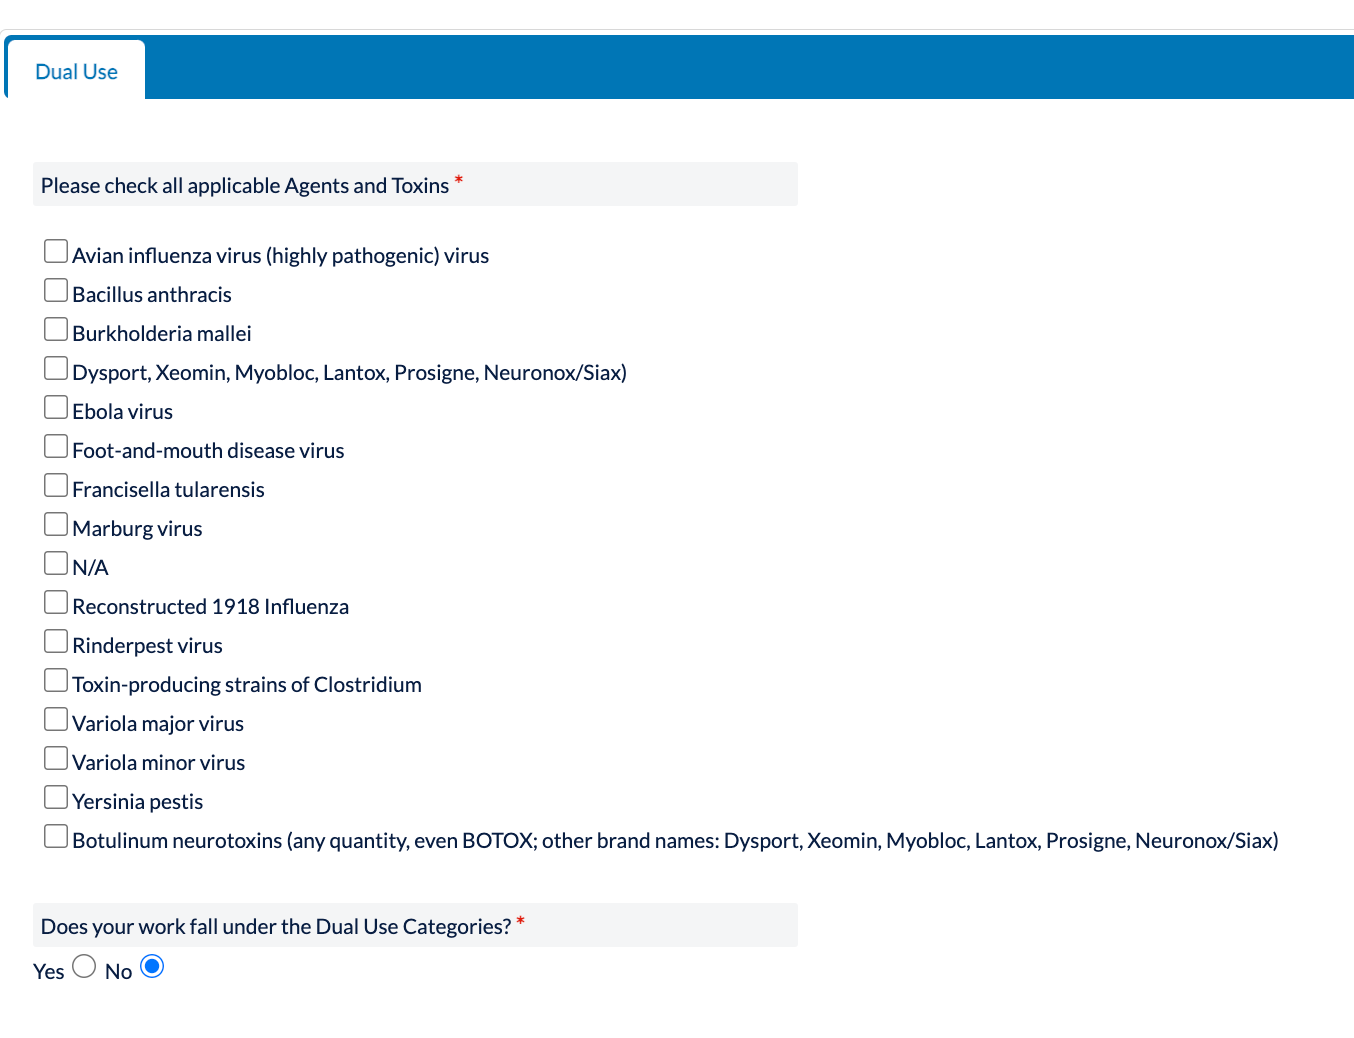 Dual Use
Please check all applicable Agents and Toxins *
Avian influenza virus (highly pathogenic) virus
Bacillus anthracis
Burkholderia mallei
Dysport, Xeomin, Myobloc, Lantox, Prosigne, Neuronox/Siax)
Ebola virus
Foot-and-mouth disease virus
Francisella tularensis
Marburg virus
N/A
Reconstructed 1918 Influenza
Rinderpest virus
Toxin-producing strains of Clostridium
Variola major virus
Variola minor virus
Yersinia pestis
Botulinum neurotoxins (any quantity, even BOTOX; other brand names: Dysport, Xeomin, Myobloc, Lantox, Prosigne, Neuronox/Siax)
Does your work fall under the Dual Use Categories? *
Yes No